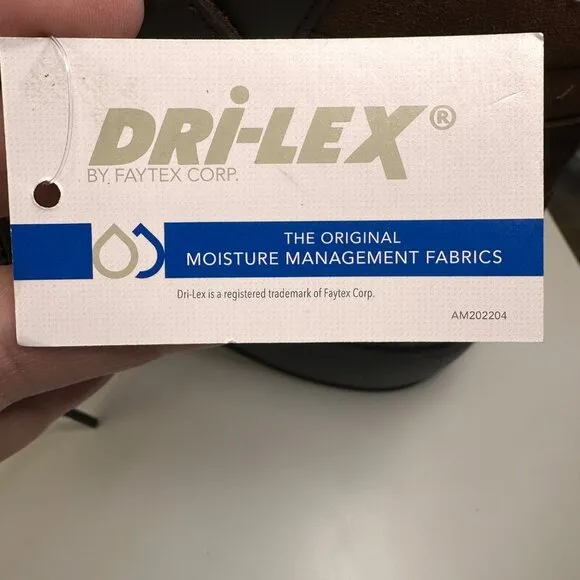 DRi-LEX®
BY FAYTEX CORP.
THE ORIGINAL
MOISTURE MANAGEMENT FABRICS
Dri-Lex is a registered trademark of Faytex Corp.
AM202204